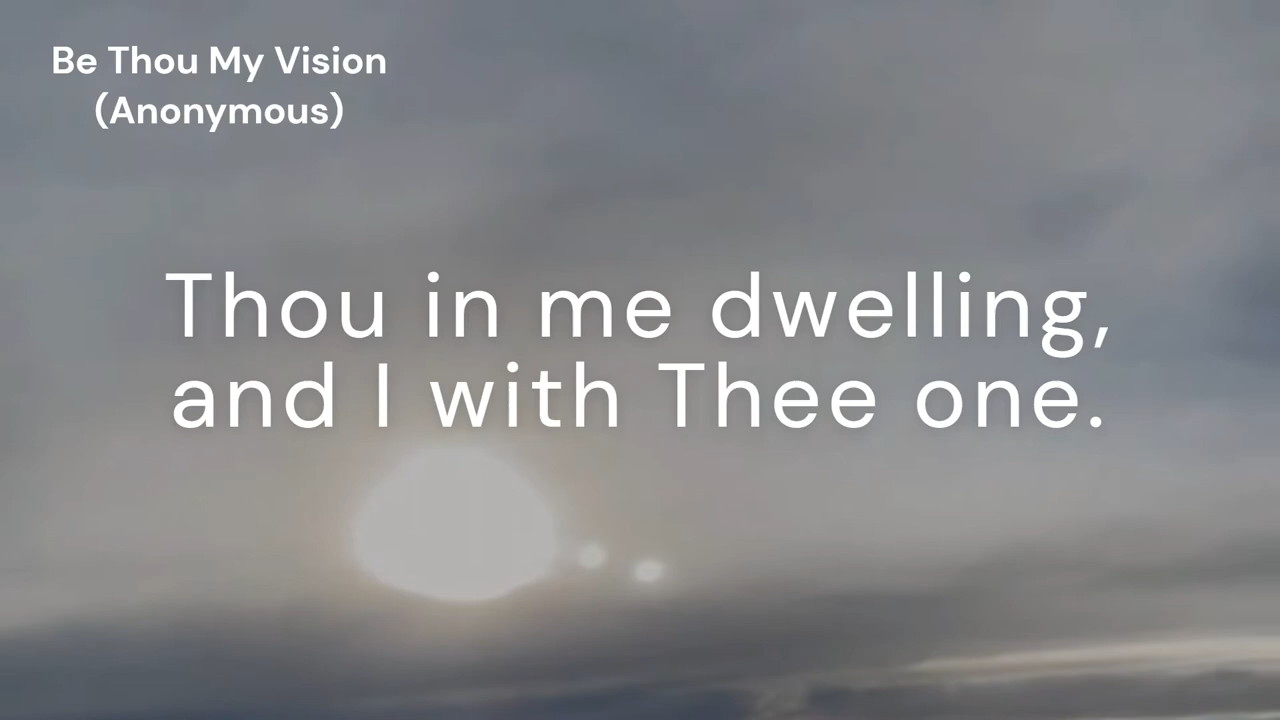 Be Thou My Vision
(Anonymous)
Thou in me dwelling,
and I with Thee one.